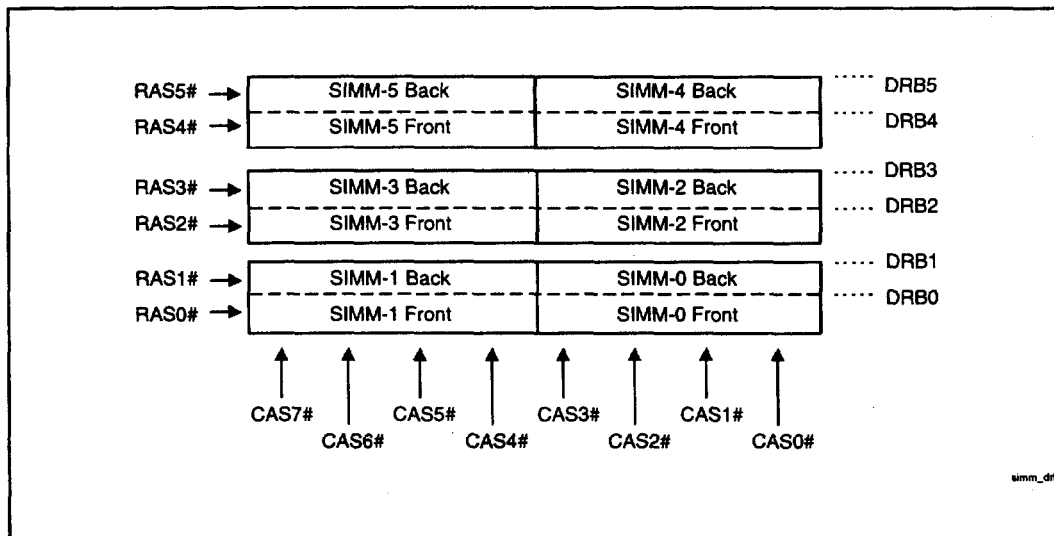 RAS5# SIMM-5 Back SIMM-4 Back DRB5
RAS4# SIMM-5 Front SIMM-4 Front DRB4
RAS3# SIMM-3 Back SIMM-2 Back DRB3
RAS2# SIMM-3 Front SIMM-2 Front DRB2
RAS1# SIMM-1 Back SIMM-0 Back DRB1
RAS0# SIMM-1 Front SIMM-0 Front DRB0
CAS7# CAS5# CAS3# CAS1#
CAS6# CAS4# CAS2# CAS0#